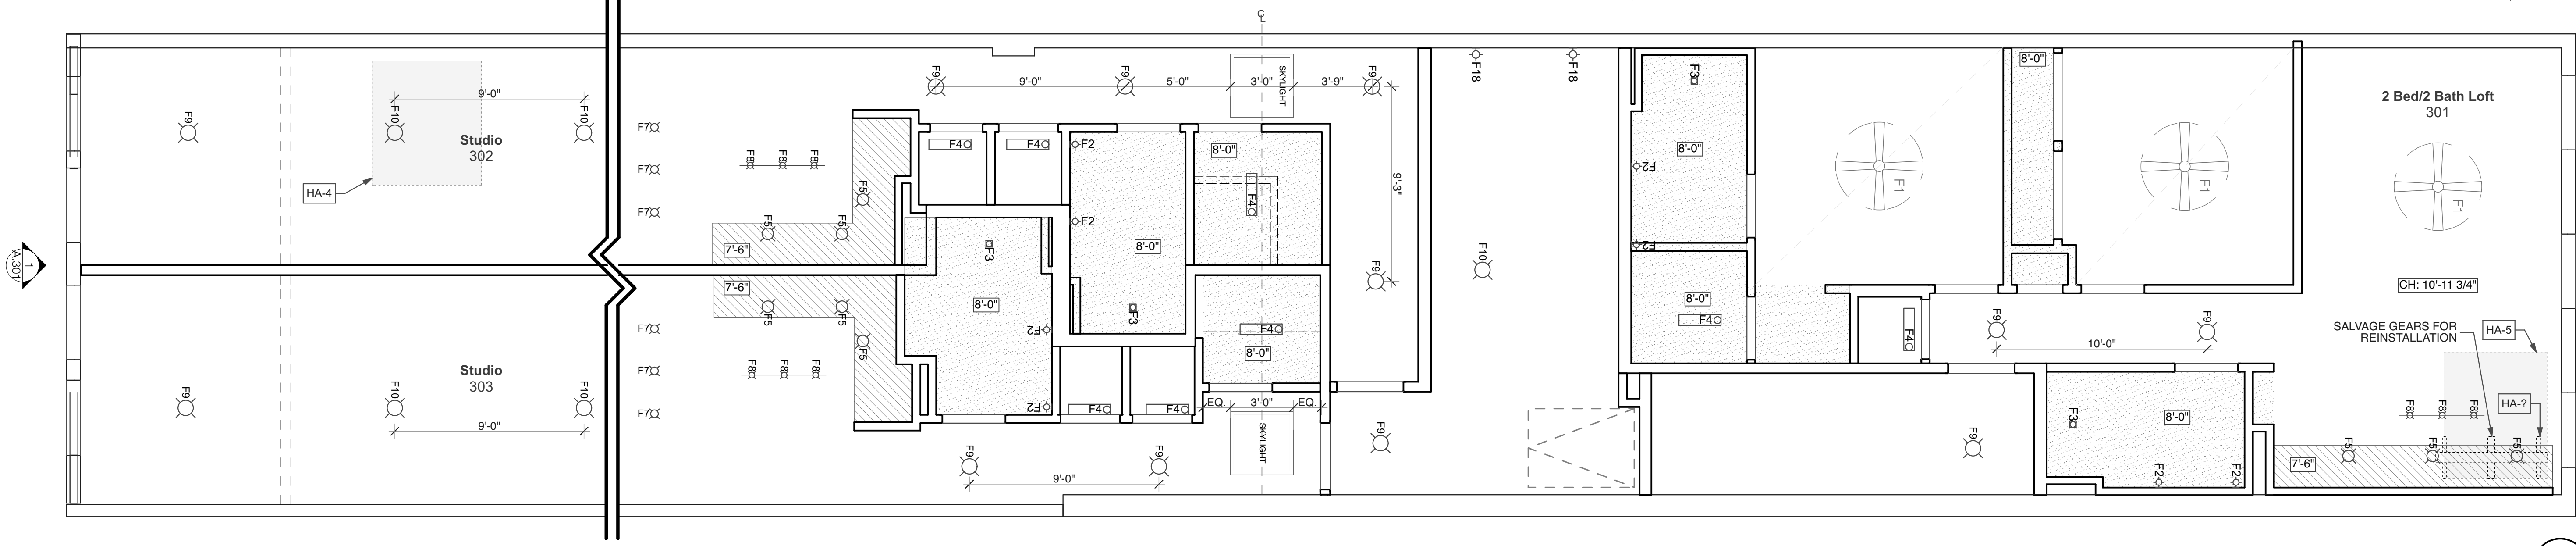 ℄
F9
9'-0"
F9
5'-0"
3'-0"
SKYLIGHT
3'-9"
F9
F18
F18
F3
8'-0"
2 Bed/2 Bath Loft
301
9'-0"
F9
F10
F10
Studio
302
F7
F8
F8
F8
F7
F7
F5
F5
F5
HA-4
7'-6"
F4
F4
F2
F2
8'-0"
8'-0"
F4
9'-3"
8'-0"
F2
F2
F1
F1
F1
1
A.301
7'-6"
F5
F5
F5
F3
8'-0"
F3
F9
F10
8'-0"
F4
CH: 10'-11 3/4"
F7
F8
F8
F8
F7
F7
F2
F2
F4
8'-0"
F4
F9
F9
10'-0"
SALVAGE GEARS FOR
REINSTALLATION
HA-5
HA-?
Studio
303
F9
F10
F10
9'-0"
F4
F4
EQ.
3'-0"
EQ.
SKYLIGHT
F9
F9
9'-0"
F9
F9
F3
8'-0"
F2
F2
F8
F8
F8
F5
F5
F5
7'-6"